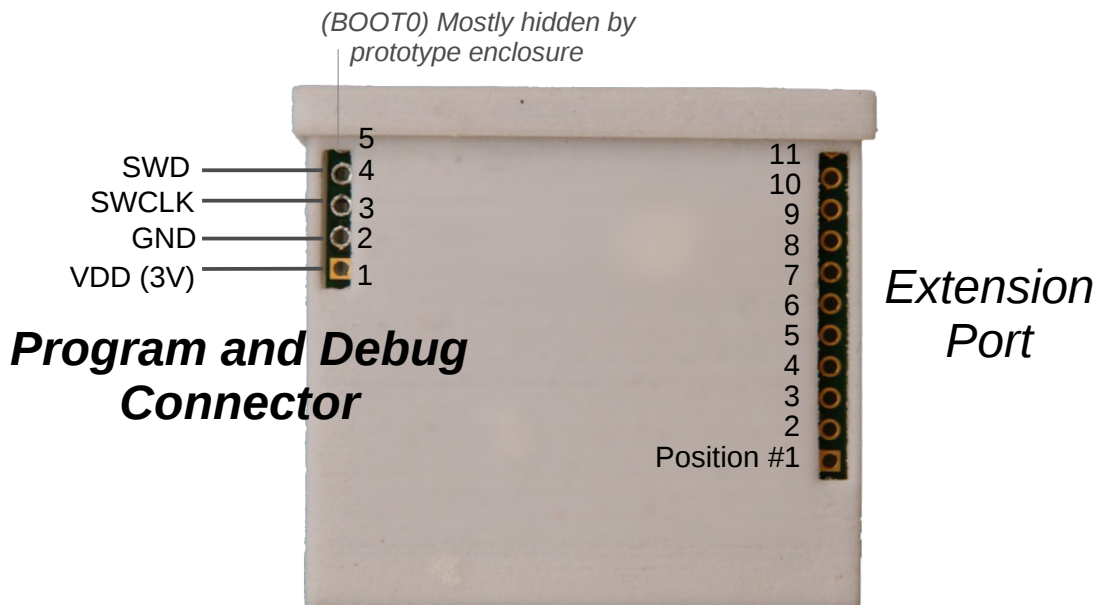 (BOOT0) Mostly hidden by
prototype enclosure
5
SWD
4
SWCLK
3
GND
2
VDD (3V)
1
Program and Debug
Connector
11
10
9
8
7
6
5
4
3
2
Position #1
Extension
Port